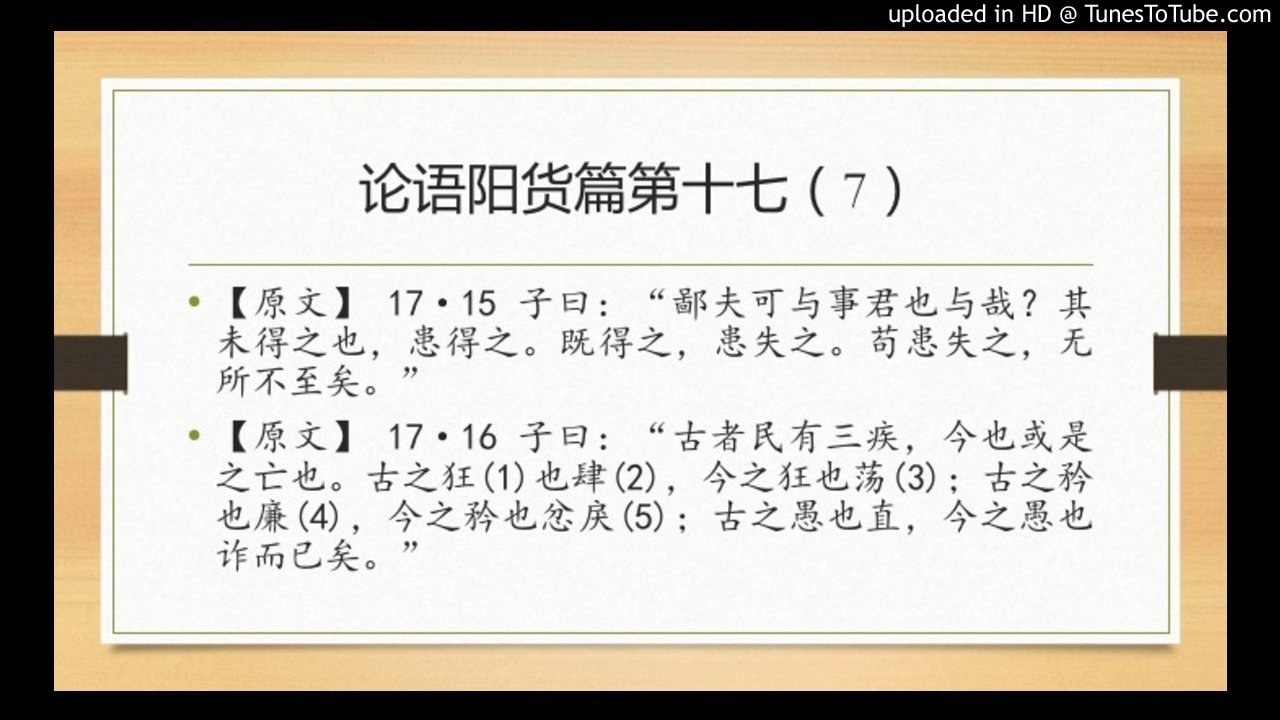 uploaded in HD @ TunesToTube.com
论语阳货篇第十七（7）
• 【原文】 17·15 子曰：“鄙夫可与事君也与哉？其
未得之也，患得之。既得之，患失之。苟患失之，无
所不至矣。”
• 【原文】 17·16 子曰：“古者民有三疾，今也或是
之亡也。古之狂(1)也肆(2)，今之狂也荡(3)；古之矜
也廉(4)，今之矜也忿戾(5)；古之愚也直，今之愚也
诈而已矣。”